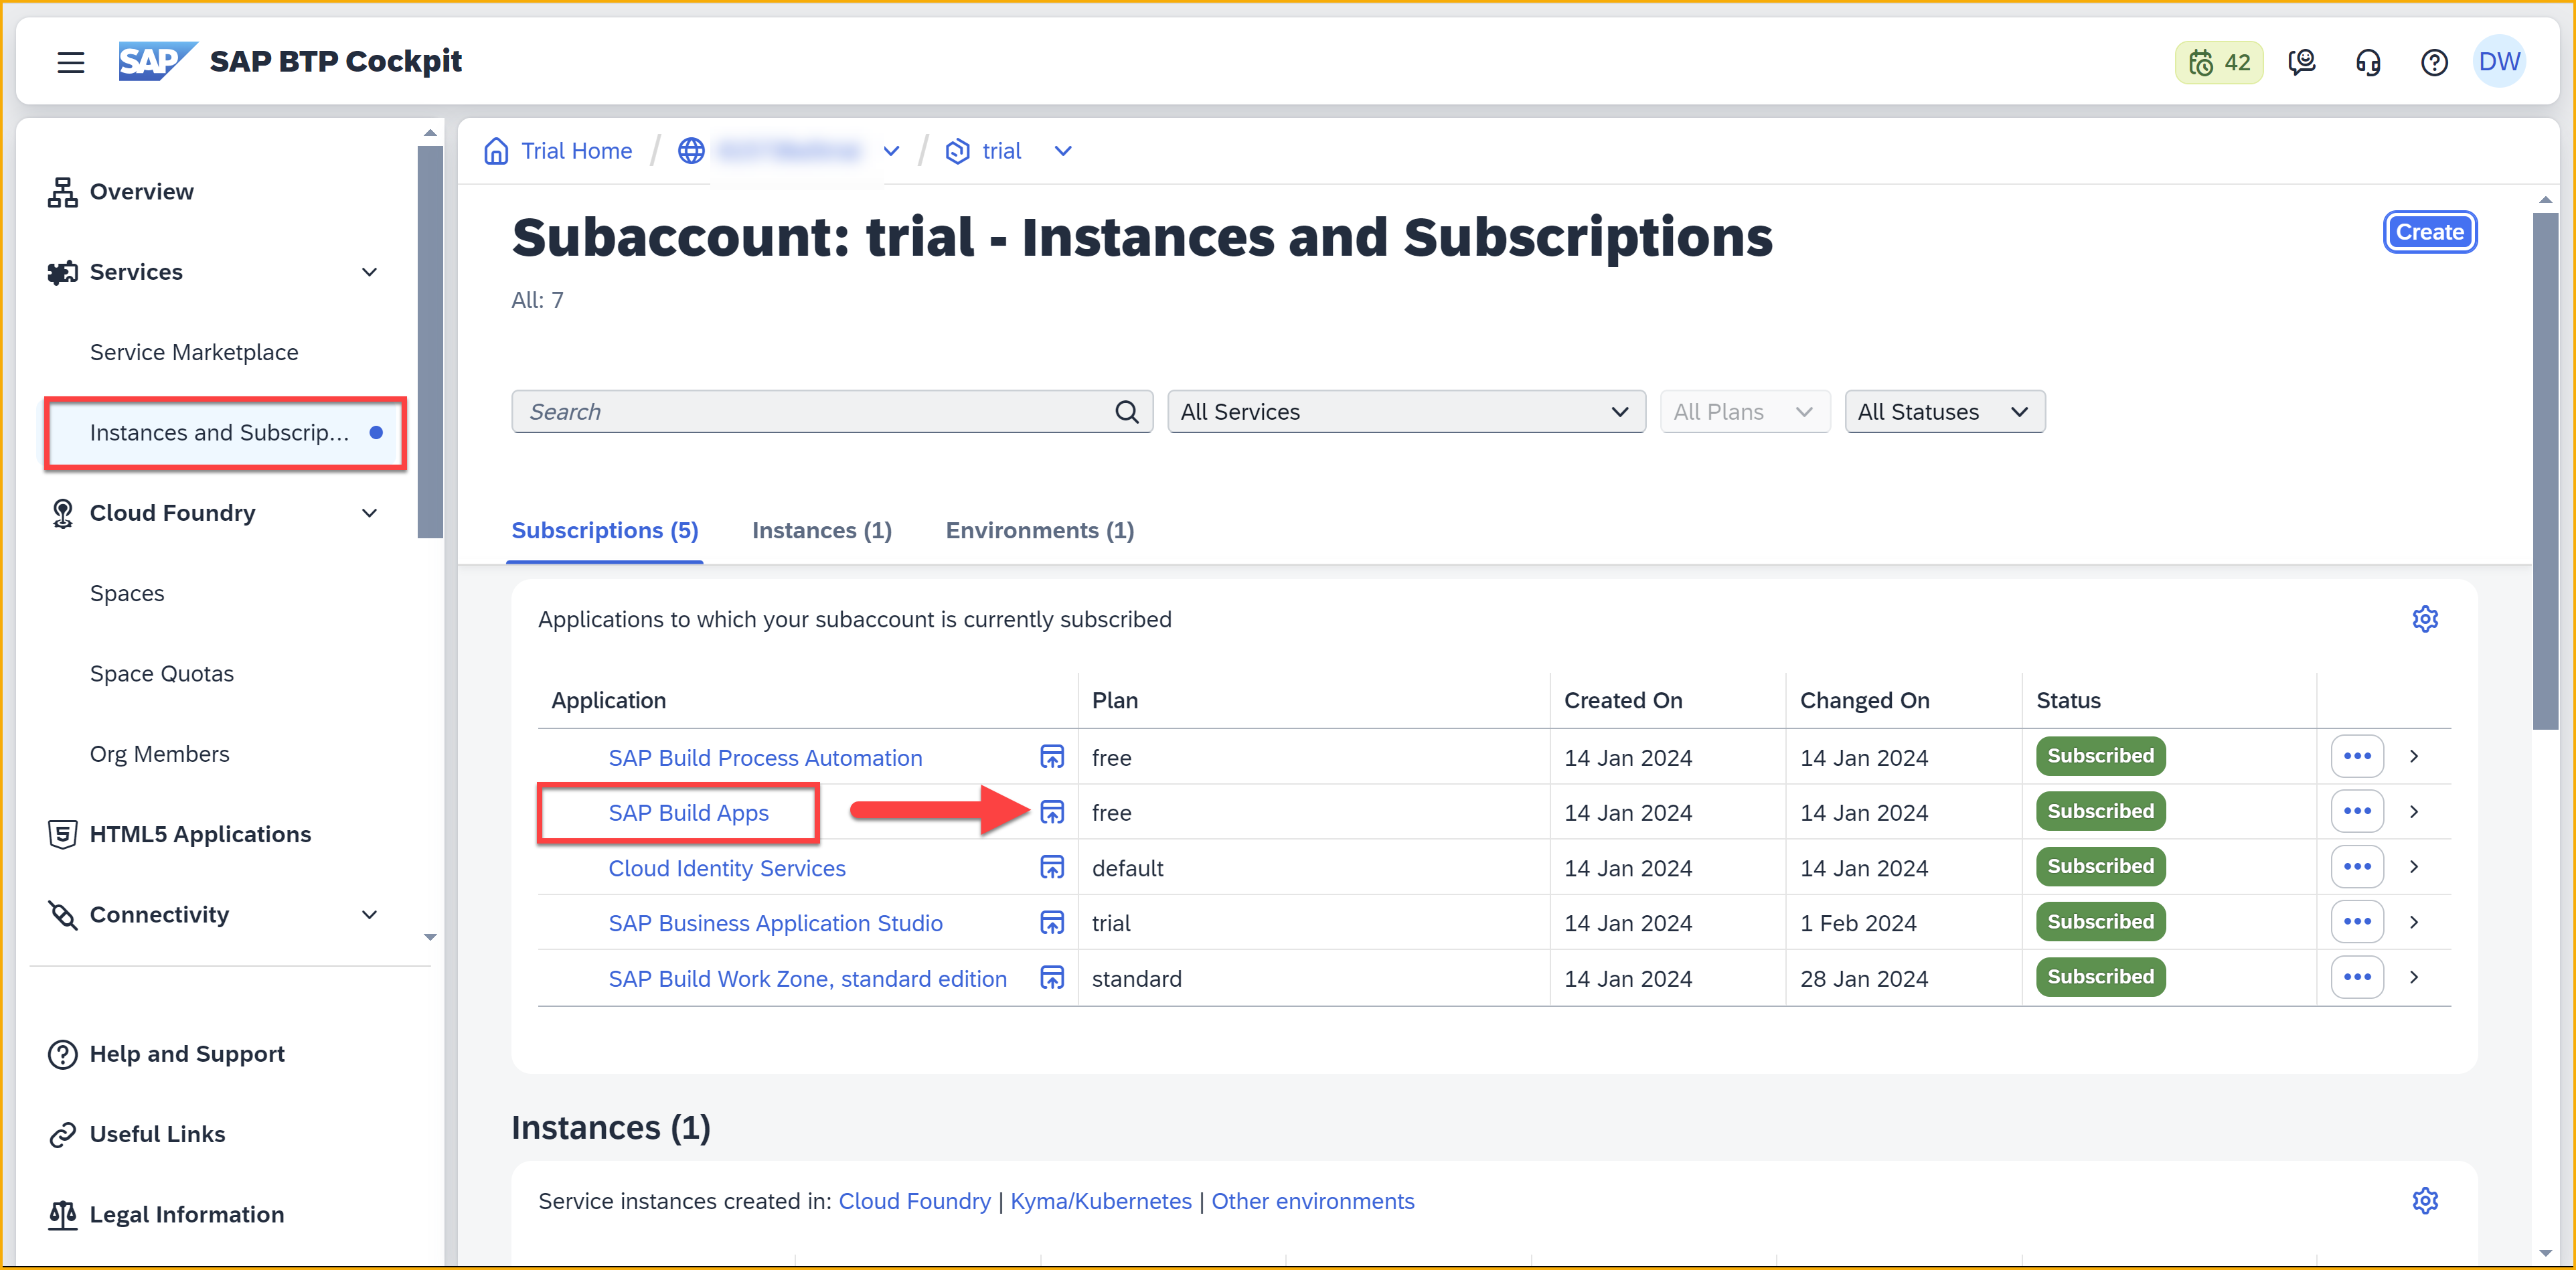 SAP SAP BTP Cockpit
42
DW
Overview
Services
Service Marketplace
Instances and Subscrip...
Cloud Foundry
Spaces
Space Quotas
Org Members
HTML5 Applications
Connectivity
Help and Support
Useful Links
Legal Information
Trial Home / / trial
Subaccount: trial - Instances and Subscriptions
Create
All: 7
Search All Services All Plans All Statuses
Subscriptions (5) Instances (1) Environments (1)
Applications to which your subaccount is currently subscribed
Application Plan Created On Changed On Status
SAP Build Process Automation free 14 Jan 2024 14 Jan 2024 Subscribed
SAP Build Apps free 14 Jan 2024 14 Jan 2024 Subscribed
Cloud Identity Services default 14 Jan 2024 14 Jan 2024 Subscribed
SAP Business Application Studio trial 14 Jan 2024 1 Feb 2024 Subscribed
SAP Build Work Zone, standard edition standard 14 Jan 2024 28 Jan 2024 Subscribed
Instances (1)
Service instances created in: Cloud Foundry | Kyma/Kubernetes | Other environments